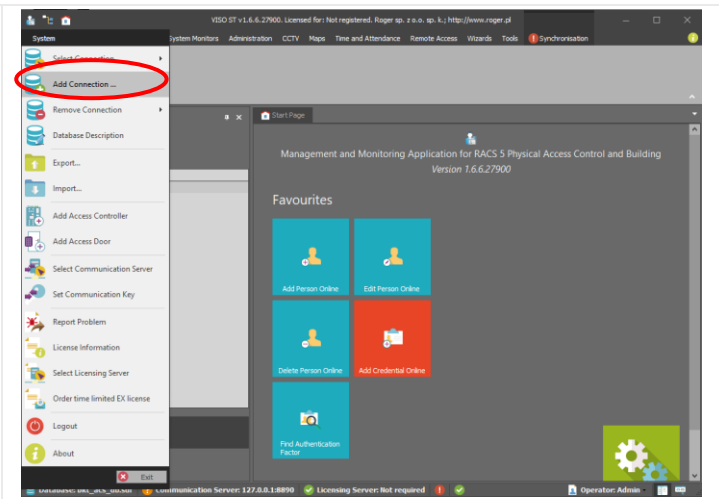 VISO ST v1.6.6.27900. Licensed for: Not registered. Roger sp. z o.o. sp. k.; http://www.roger.pl
System
System Monitors Administration CCTV Maps Time and Attendance Remote Access Wizards Tools Synchronisation
Select Connection
Add Connection ...
Remove Connection
Database Description
Export...
Import...
Add Access Controller
Add Access Door
Select Communication Server
Set Communication Key
Report Problem
License Information
Select Licensing Server
Order time limited EX license
Logout
About
Exit
Start Page
Management and Monitoring Application for RACS 5 Physical Access Control and Building
Version 1.6.6.27900
Favourites
Add Person Online
Edit Person Online
Delete Person Online
Add Credential Online
Find Authentication
Factor
Communication Server: 127.0.0.1:8890 Licensing Server: Not required Operator: Admin